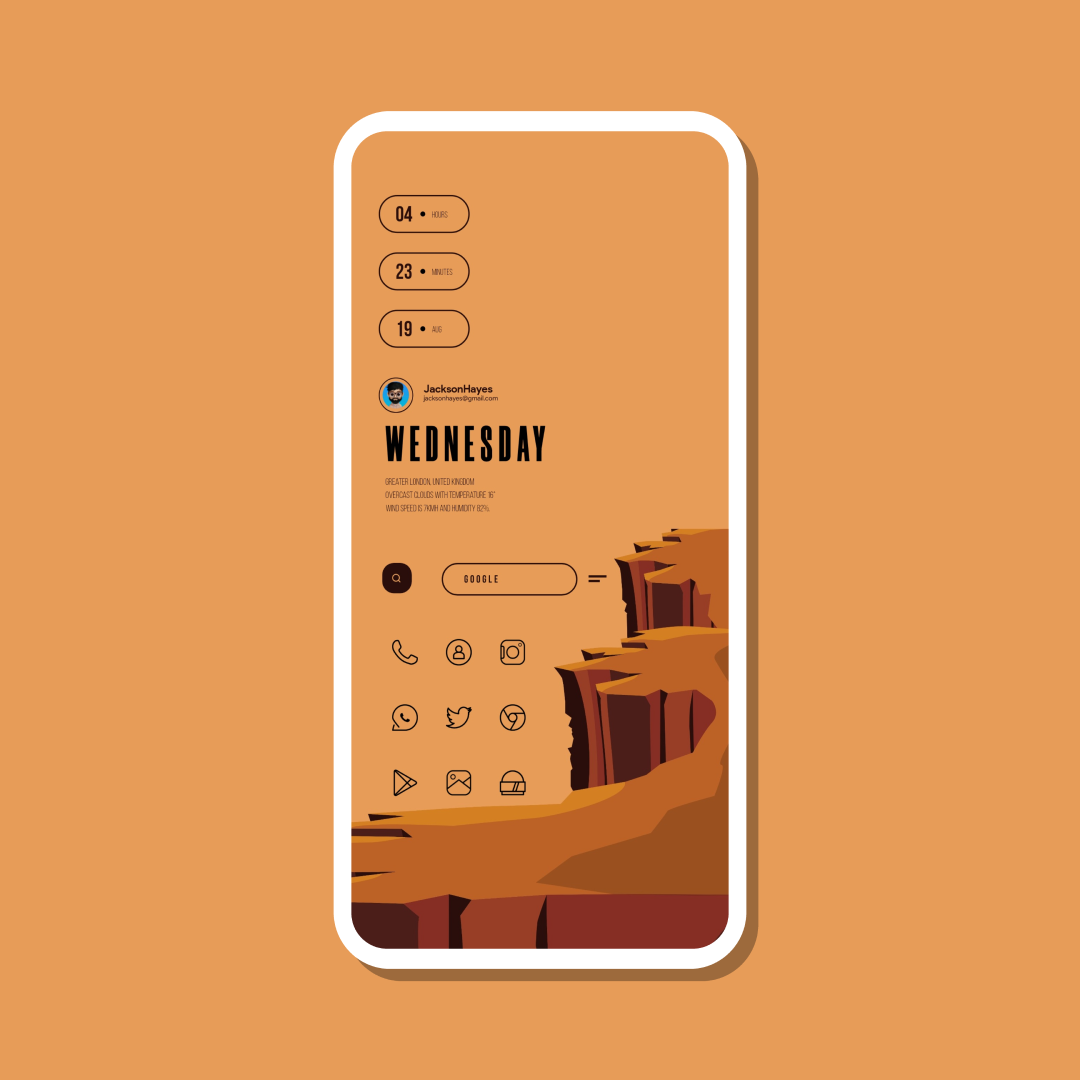 04 • HOURS
23 • MINUTES
19 • AUG
JacksonHayes
jacksonhayes@gmail.com
WEDNESDAY
GREATER LONDON, UNITED KINGDOM
OVERCAST CLOUDS WITH TEMPERATURE 16°
WIND SPEED IS 7KMH AND HUMIDITY 82%.
GOOGLE